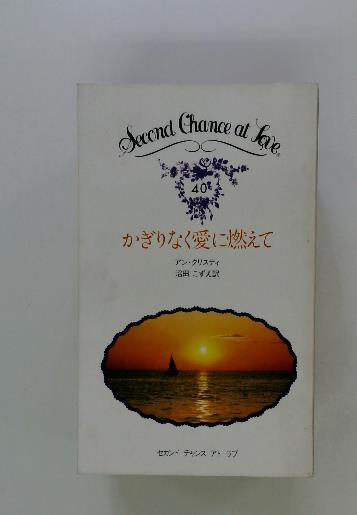 Second Chance at Love
40
かぎりなく愛に燃えて
アン・クリスティ
沼田 こずえ訳
セカンド チャンス アト ラブ